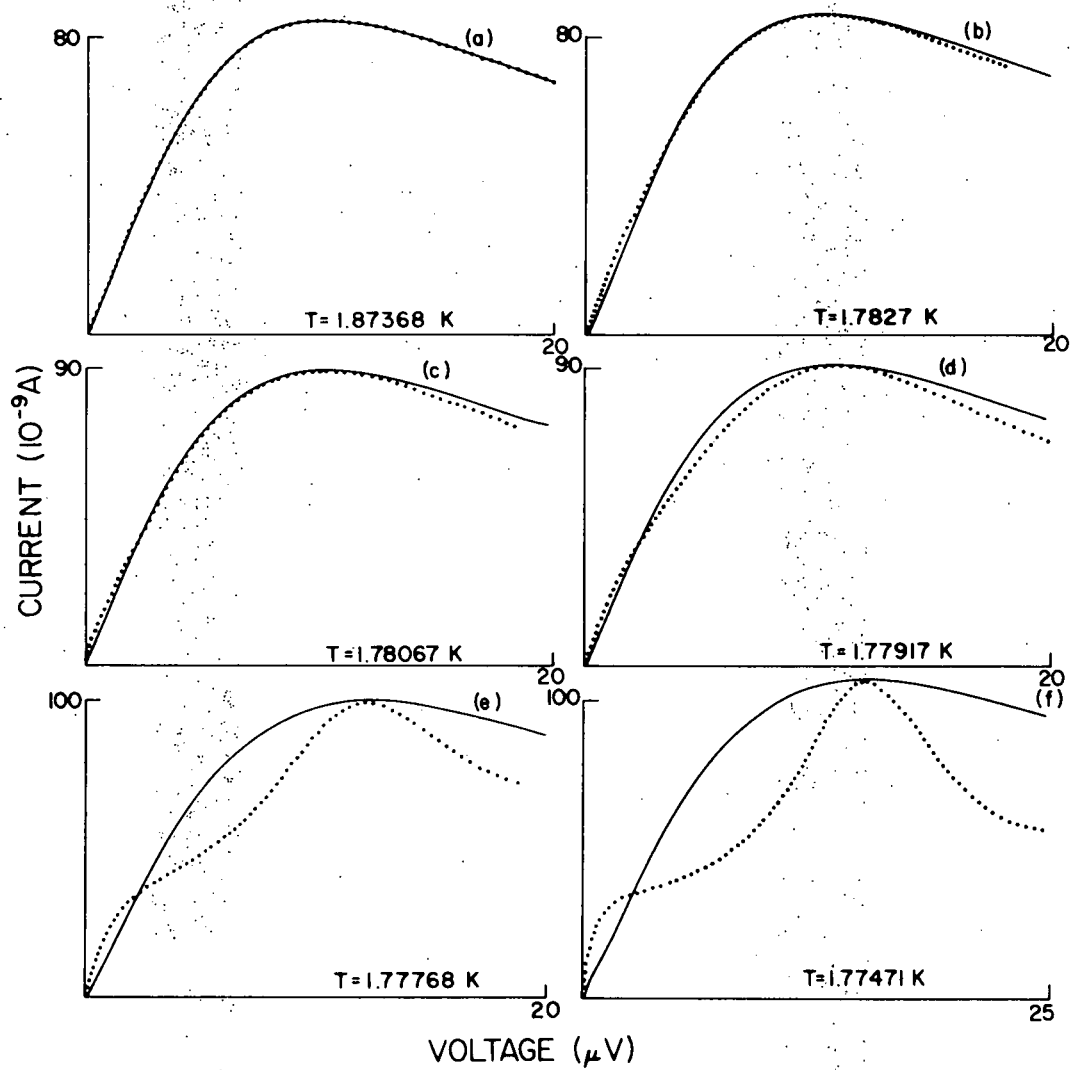 80
(a)
T= 1.87368 K
20
80
(b)
T=1.7827 K
20
90
(c)
T=1.78067 K
20
90
(d)
T=1.77917 K
20
100
(e)
T=1.77768 K
20
100
(f)
T=1.77471 K
25
CURRENT (10⁻⁹A)
VOLTAGE (μV)